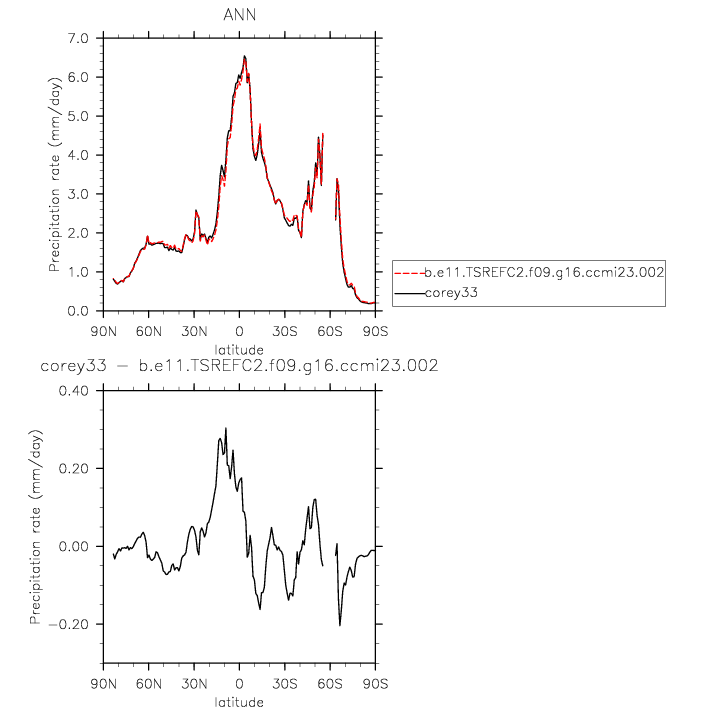 ANN
7.0
6.0
5.0
4.0
3.0
2.0
1.0
0.0
Precipitation rate (mm/day)
90N 60N 30N 0 30S 60S 90S
latitude
b.e11.TSREFC2.f09.g16.ccmi23.002
corey33
corey33 - b.e11.TSREFC2.f09.g16.ccmi23.002
0.40
0.20
0.00
-0.20
Precipitation rate (mm/day)
90N 60N 30N 0 30S 60S 90S
latitude